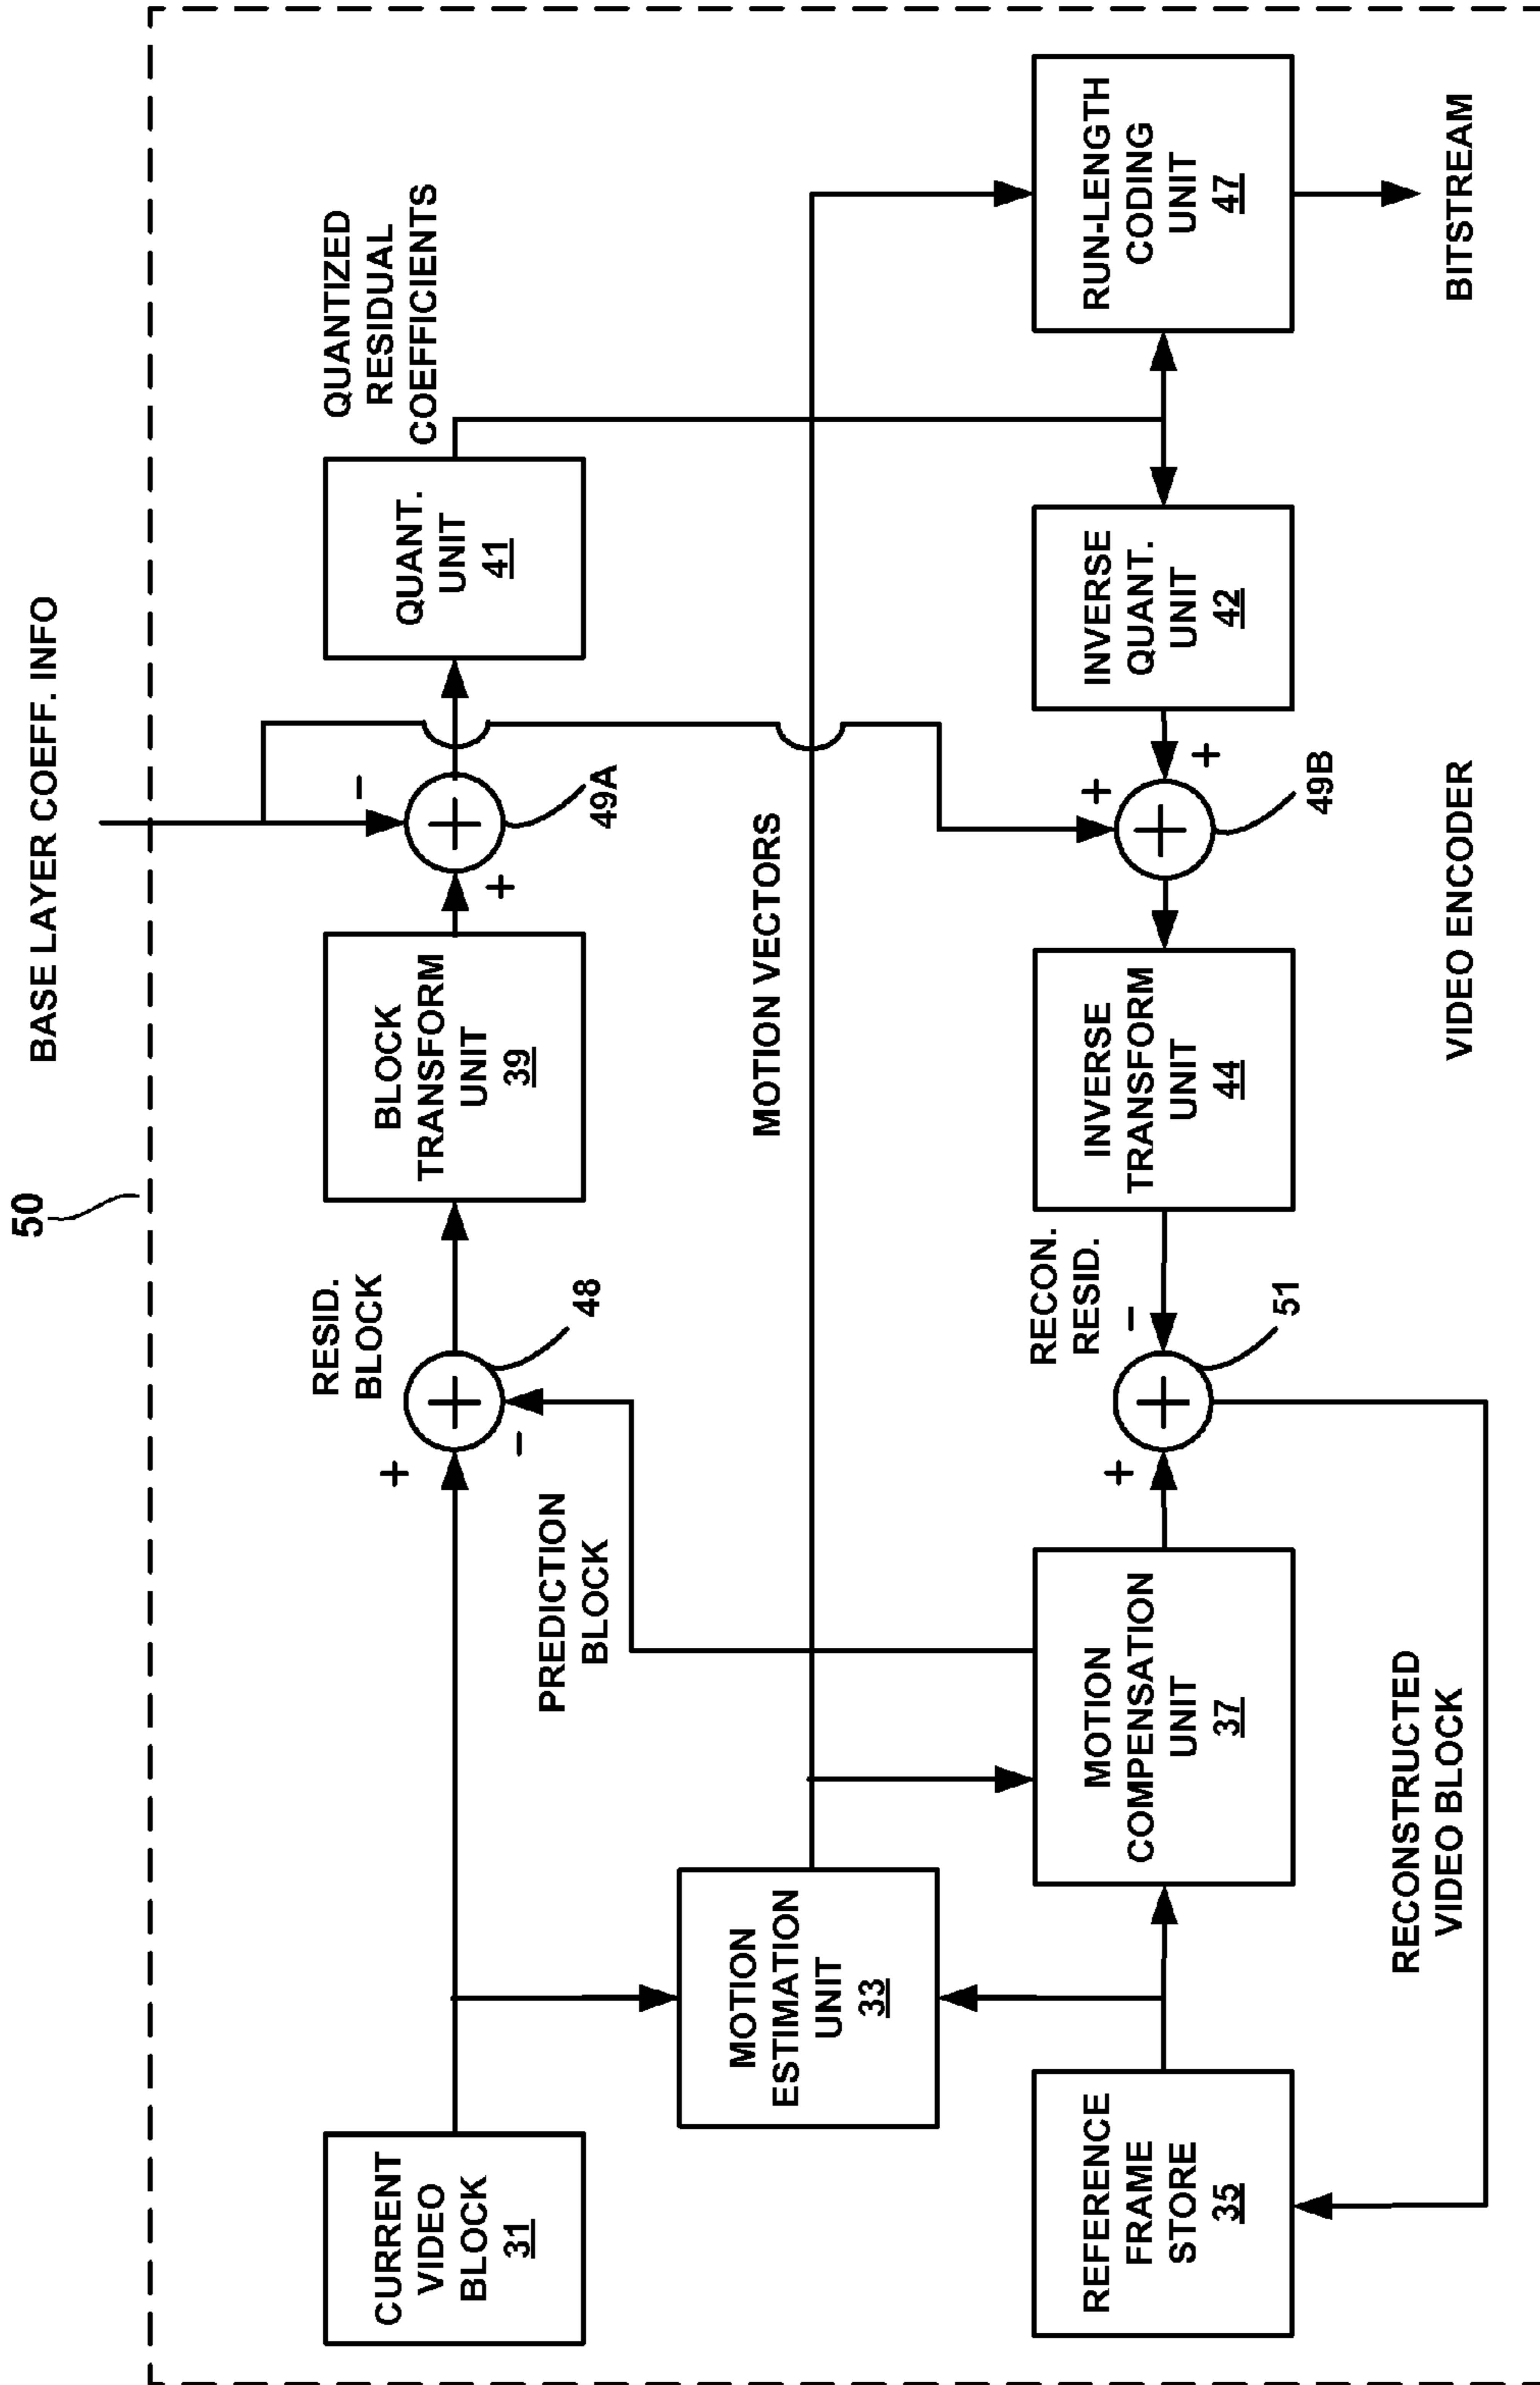 50
BASE LAYER COEFF. INFO
CURRENT
VIDEO
BLOCK
31
+
-
RESID.
BLOCK
48
BLOCK
TRANSFORM
UNIT
39
+
-
49A
QUANT.
UNIT
41
QUANTIZED
RESIDUAL
COEFFICIENTS
PREDICTION
BLOCK
MOTION
ESTIMATION
UNIT
33
MOTION VECTORS
REFERENCE
FRAME
STORE
35
MOTION
COMPENSATION
UNIT
37
+
-
RECON.
RESID.
51
INVERSE
TRANSFORM
UNIT
44
+
+
49B
INVERSE
QUANT.
UNIT
42
RUN-LENGTH
CODING
UNIT
47
RECONSTRUCTED
VIDEO BLOCK
VIDEO ENCODER
BITSTREAM